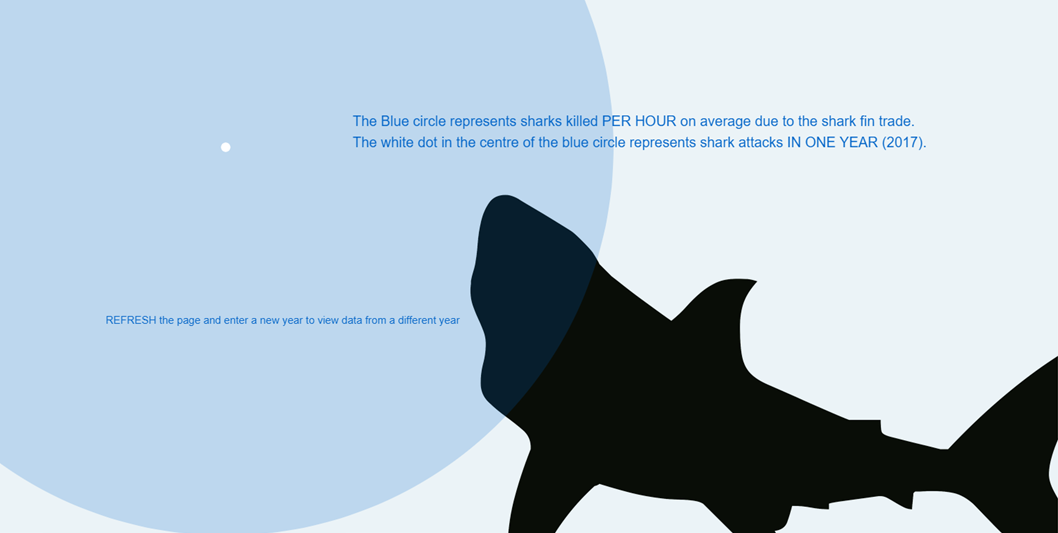 The Blue circle represents sharks killed PER HOUR on average due to the shark fin trade.
The white dot in the centre of the blue circle represents shark attacks IN ONE YEAR (2017).
REFRESH the page and enter a new year to view data from a different year